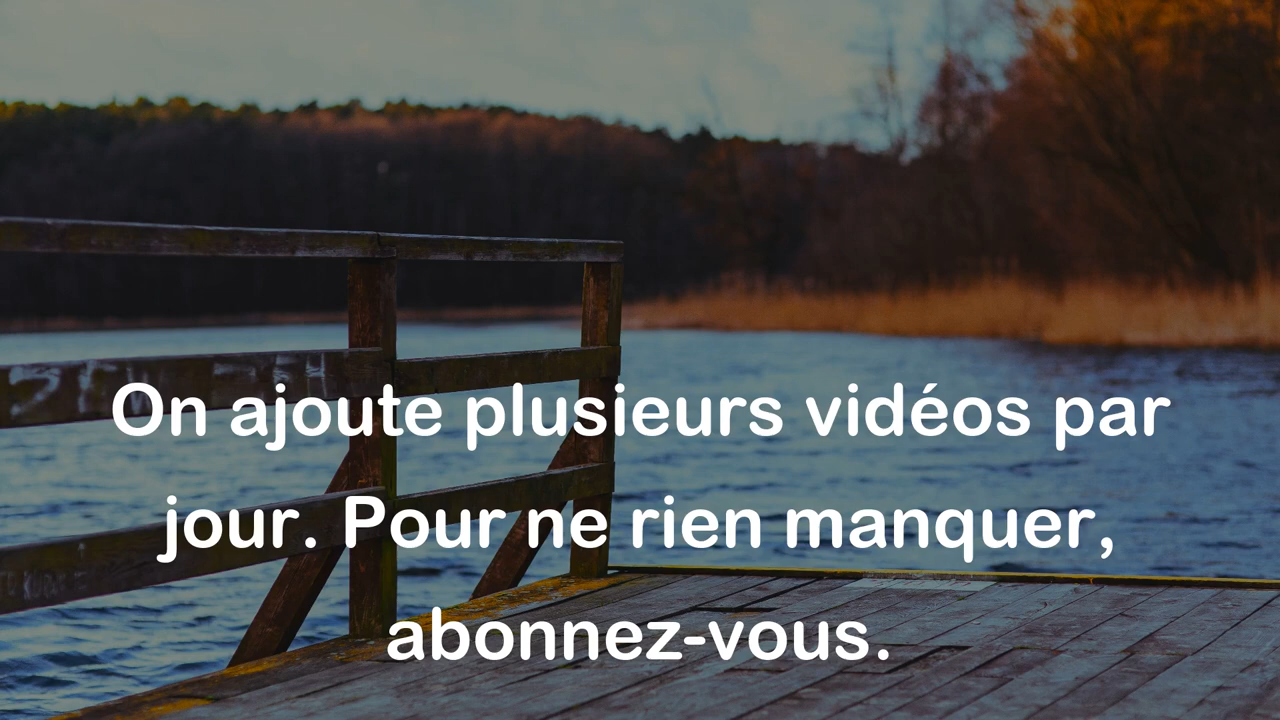 On ajoute plusieurs vidéos par
jour. Pour ne rien manquer,
abonnez-vous.